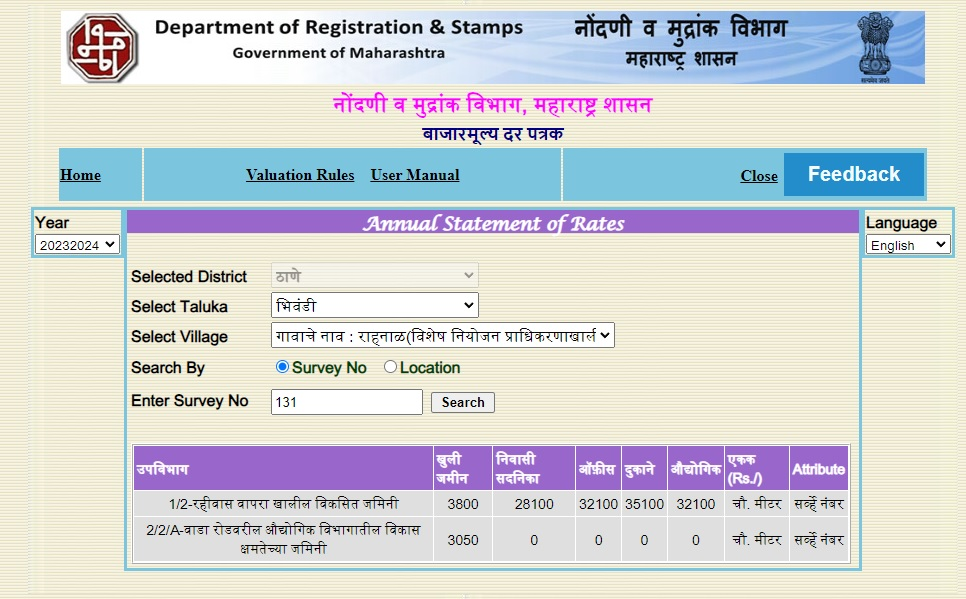 Department of Registration & Stamps
Government of Maharashtra
नोंदणी व मुद्रांक विभाग
महाराष्ट्र शासन
नोंदणी व मुद्रांक विभाग, महाराष्ट्र शासन
बाजारमूल्य दर पत्रक
Home Valuation Rules User Manual Close Feedback
Year
20232024
Annual Statement of Rates
Language
English
Selected District ठाणे
Select Taluka भिवंडी
Select Village गावाचे नाव : राहनाळ(विशेष नियोजन प्राधिकरणाखाल
Search By Survey No Location
Enter Survey No 131 Search
उपविभाग खुली जमीन निवासी सदनिका ऑफ़ीस दुकाने औद्योगिक एकक (Rs./) Attribute
1/2-रहीवास वापरा खालील विकसित जमिनी 3800 28100 32100 35100 32100 चौ. मीटर सर्व्हे नंबर
2/2/A-वाडा रोडवरील औद्योगिक विभागातील विकास क्षमतेच्या जमिनी 3050 0 0 0 0 चौ. मीटर सर्व्हे नंबर